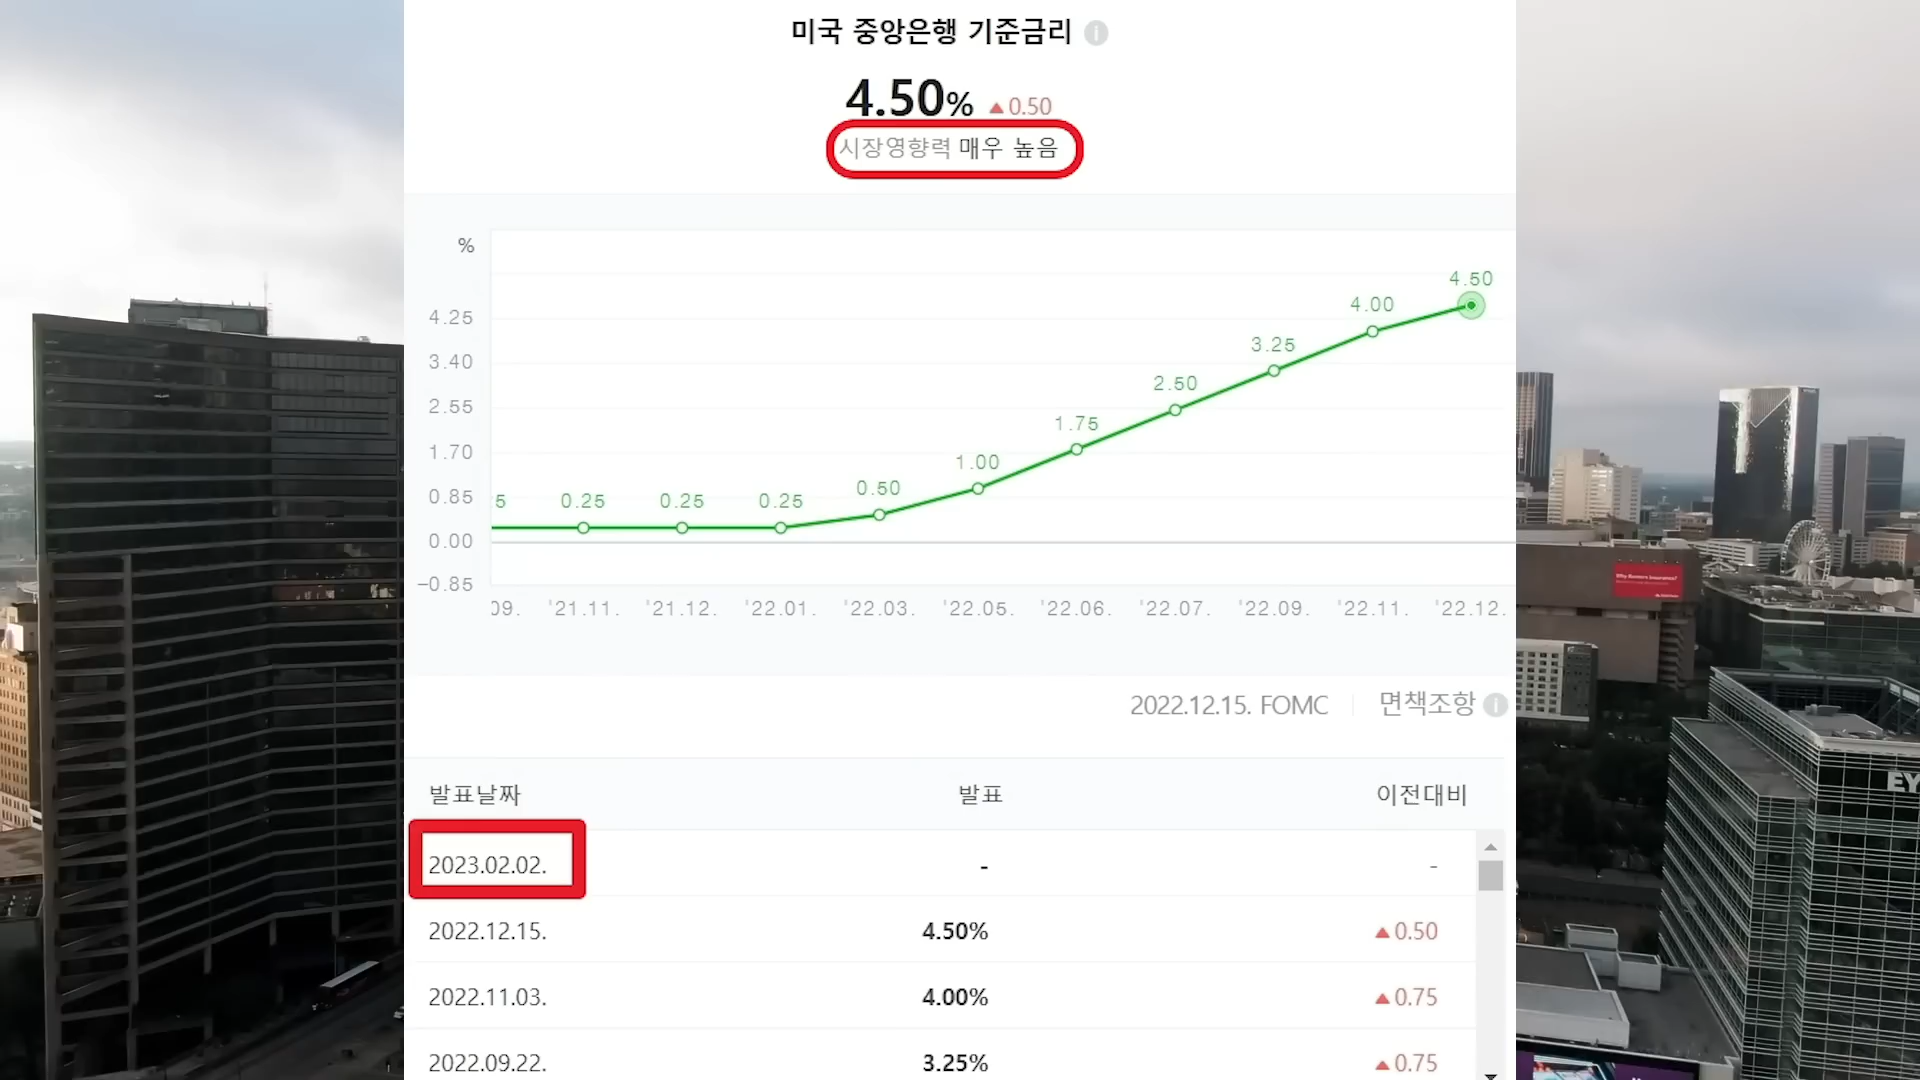 미국 중앙은행 기준금리 i
4.50% ▲0.50
시장영향력 매우 높음
%
4.25
3.40
2.55
1.70
0.85
0.00
−0.85
5 0.25 0.25 0.25 0.50 1.00 1.75 2.50 3.25 4.00 4.50
09. '21.11. '21.12. '22.01. '22.03. '22.05. '22.06. '22.07. '22.09. '22.11. '22.12.
2022.12.15. FOMC 면책조항 i
발표날짜 발표 이전대비
2023.02.02. - -
2022.12.15. 4.50% ▲0.50
2022.11.03. 4.00% ▲0.75
2022.09.22. 3.25% ▲0.75
EY